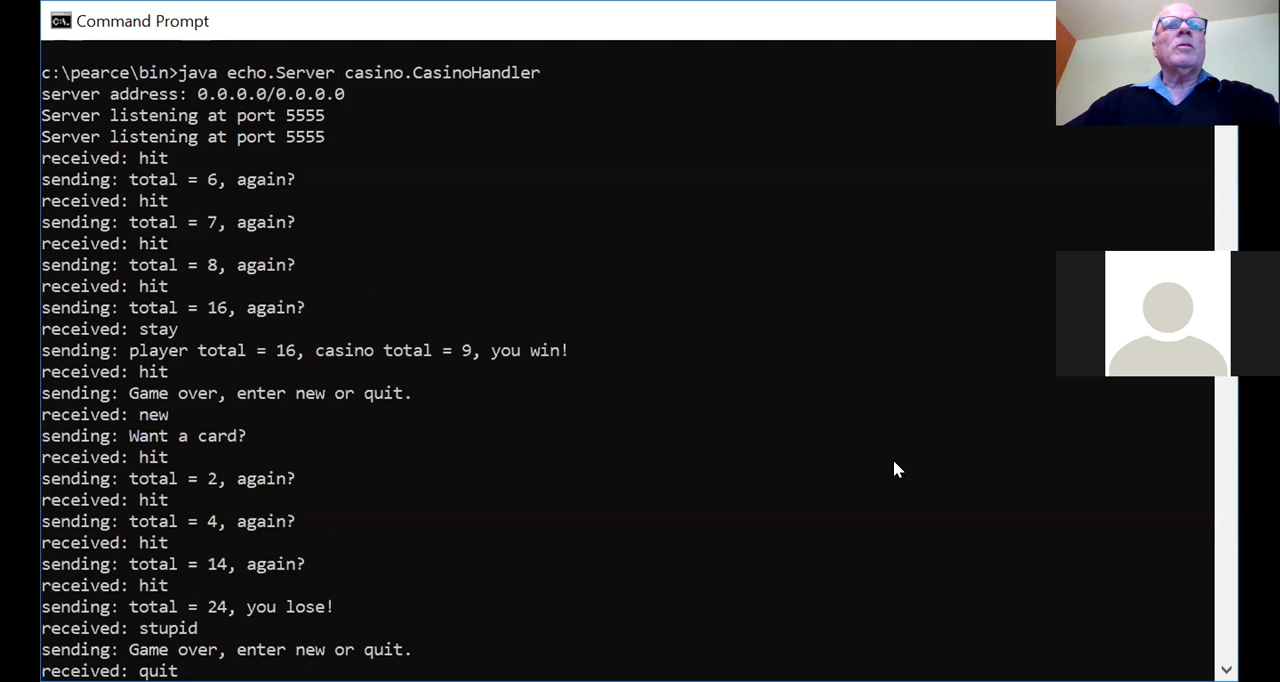 Command Prompt
c:\pearce\bin>java echo.Server casino.CasinoHandler
server address: 0.0.0.0/0.0.0.0
Server listening at port 5555
Server listening at port 5555
received: hit
sending: total = 6, again?
received: hit
sending: total = 7, again?
received: hit
sending: total = 8, again?
received: hit
sending: total = 16, again?
received: stay
sending: player total = 16, casino total = 9, you win!
received: hit
sending: Game over, enter new or quit.
received: new
sending: Want a card?
received: hit
sending: total = 2, again?
received: hit
sending: total = 4, again?
received: hit
sending: total = 14, again?
received: hit
sending: total = 24, you lose!
received: stupid
sending: Game over, enter new or quit.
received: quit